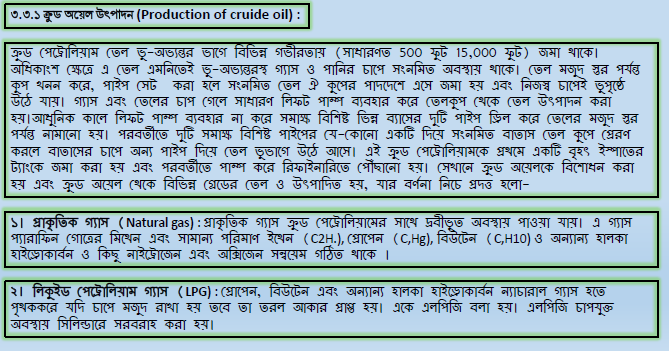 ৩.৩.১ ক্রুড অয়েল উৎপাদন (Production of cruide oil) :
ক্রুড পেট্রোলিয়াম তেল ভূ-অভ্যন্তর ভাগে বিভিন্ন গভীরতায় (সাধারণত 500 ফুট 15,000 ফুট) জমা থাকে।
অধিকাংশ ক্ষেত্রে এ তেল এমনিতেই ভূ-অভ্যন্তরস্থ গ্যাস ও পানির চাপে সংনমিত অবস্থায় থাকে। তেল মজুদ স্তর পর্যন্ত
কূপ খনন করে, পাইপ সেট করা হলে সংনমিত তেল ঐ কূপের পাদদেশে এসে জমা হয় এবং নিজস্ব চাপেই ভূপৃষ্ঠে
উঠে যায়। গ্যাস এবং তেলের চাপ গেলে সাধারণ লিফট পাম্প ব্যবহার করে তেলকূপ থেকে তেল উৎপাদন করা
হয়।আধুনিক কালে লিফট পাম্প ব্যবহার না করে সমাক্ষ বিশিষ্ট ভিন্ন ব্যাসের দুটি পাইপ ড্রিল করে তেলের মজুদ স্তর
পর্যন্ত নামানো হয়। পরবর্তীতে দুটি সমাক্ষ বিশিষ্ট পাইপের যে-কোনো একটি দিয়ে সংনমিত বাতাস তেল কূপে প্রেরণ
করলে বাতাসের চাপে অন্য পাইপ দিয়ে তেল ভূভাগে উঠে আসে। এই ক্রুড পেট্রোলিয়ামকে প্রথমে একটি বৃহৎ ইস্পাতের
ট্যাংকে জমা করা হয় এবং পরবর্তীতে পাম্প করে রিফাইনারিতে পৌঁছানো হয়। সেখানে ক্রুড অয়েলকে বিশোধন করা
হয় এবং ক্রুড অয়েল থেকে বিভিন্ন গ্রেডের তেল ও উৎপাদিত হয়, যার বর্ণনা নিচে প্রদত্ত হলো-
১। প্রাকৃতিক গ্যাস (Natural gas) : প্রাকৃতিক গ্যাস ক্রুড পেট্রোলিয়ামের সাথে দ্রবীভূত অবস্থায় পাওয়া যায়। এ গ্যাস
প্যারাফিন গোত্রের মিথেন এবং সামান্য পরিমাণ ইথেন (C2H.),প্রোপেন (C,Hg), বিউটেন (C,H10) ও অন্যান্য হালকা
হাইড্রোকার্বন ও কিছু নাইট্রোজেন এবং অক্সিজেন সন্বয়েম গঠিত থাকে ।
২। লিকুইড পেট্রোলিয়াম গ্যাস (LPG) : প্রোপেন, বিউটেন এবং অন্যান্য হালকা হাইড্রোকার্বন ন্যাচারাল গ্যাস হতে
পৃথককরে যদি চাপে মজুদ রাখা হয় তবে তা তরল আকার প্রাপ্ত হয়। একে এলপিজি বলা হয়। এলপিজি চাপযুক্ত
অবস্থায় সিলিন্ডারে সরবরাহ করা হয়।